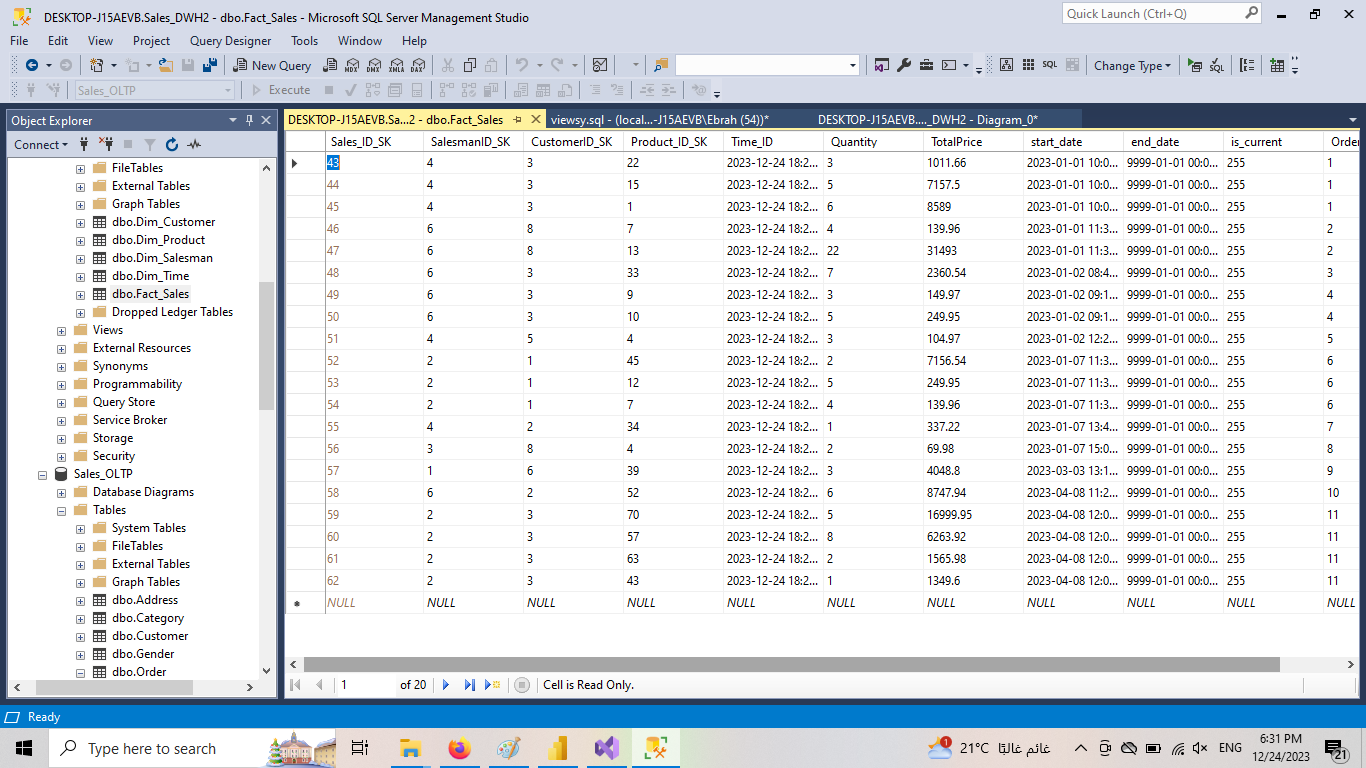 DESKTOP-J15AEVB.Sales_DWH2 - dbo.Fact_Sales - Microsoft SQL Server Management Studio
Quick Launch (Ctrl+Q)
File Edit View Project Query Designer Tools Window Help
New Query MDX DMX XMLA DAX SQL Change Type SQL
Sales_OLTP Execute
Object Explorer
Connect
FileTables
External Tables
Graph Tables
dbo.Dim_Customer
dbo.Dim_Product
dbo.Dim_Salesman
dbo.Dim_Time
dbo.Fact_Sales
Dropped Ledger Tables
Views
External Resources
Synonyms
Programmability
Query Store
Service Broker
Storage
Security
Sales_OLTP
Database Diagrams
Tables
System Tables
FileTables
External Tables
Graph Tables
dbo.Address
dbo.Category
dbo.Customer
dbo.Gender
dbo.Order
DESKTOP-J15AEVB.Sa...2 - dbo.Fact_Sales viewsy.sql - (local...-J15AEVB\Ebrah (54))* DESKTOP-J15AEVB...._DWH2 - Diagram_0*
Sales_ID_SK SalesmanID_SK CustomerID_SK Product_ID_SK Time_ID Quantity TotalPrice start_date end_date is_current Order
43 4 3 22 2023-12-24 18:2... 3 1011.66 2023-01-01 10:0... 9999-01-01 00:0... 255 1
44 4 3 15 2023-12-24 18:2... 5 7157.5 2023-01-01 10:0... 9999-01-01 00:0... 255 1
45 4 3 1 2023-12-24 18:2... 6 8589 2023-01-01 10:0... 9999-01-01 00:0... 255 1
46 6 8 7 2023-12-24 18:2... 4 139.96 2023-01-01 11:3... 9999-01-01 00:0... 255 2
47 6 8 13 2023-12-24 18:2... 22 31493 2023-01-01 11:3... 9999-01-01 00:0... 255 2
48 6 3 33 2023-12-24 18:2... 7 2360.54 2023-01-02 08:4... 9999-01-01 00:0... 255 3
49 6 3 9 2023-12-24 18:2... 3 149.97 2023-01-02 09:1... 9999-01-01 00:0... 255 4
50 6 3 10 2023-12-24 18:2... 5 249.95 2023-01-02 09:1... 9999-01-01 00:0... 255 4
51 4 5 4 2023-12-24 18:2... 3 104.97 2023-01-02 12:2... 9999-01-01 00:0... 255 5
52 2 1 45 2023-12-24 18:2... 2 7156.54 2023-01-07 11:3... 9999-01-01 00:0... 255 6
53 2 1 12 2023-12-24 18:2... 5 249.95 2023-01-07 11:3... 9999-01-01 00:0... 255 6
54 2 1 7 2023-12-24 18:2... 4 139.96 2023-01-07 11:3... 9999-01-01 00:0... 255 6
55 4 2 34 2023-12-24 18:2... 1 337.22 2023-01-07 13:4... 9999-01-01 00:0... 255 7
56 3 8 4 2023-12-24 18:2... 2 69.98 2023-01-07 15:0... 9999-01-01 00:0... 255 8
57 1 6 39 2023-12-24 18:2... 3 4048.8 2023-03-03 13:1... 9999-01-01 00:0... 255 9
58 6 2 52 2023-12-24 18:2... 6 8747.94 2023-04-08 11:2... 9999-01-01 00:0... 255 10
59 2 3 70 2023-12-24 18:2... 5 16999.95 2023-04-08 12:0... 9999-01-01 00:0... 255 11
60 2 3 57 2023-12-24 18:2... 8 6263.92 2023-04-08 12:0... 9999-01-01 00:0... 255 11
61 2 3 63 2023-12-24 18:2... 2 1565.98 2023-04-08 12:0... 9999-01-01 00:0... 255 11
62 2 3 43 2023-12-24 18:2... 1 1349.6 2023-04-08 12:0... 9999-01-01 00:0... 255 11
NULL NULL NULL NULL NULL NULL NULL NULL NULL NULL NULL
1 of 20 Cell is Read Only.
Ready
Type here to search
1 21°C غائم غالبًا ENG 6:31 PM
12/24/2023 21